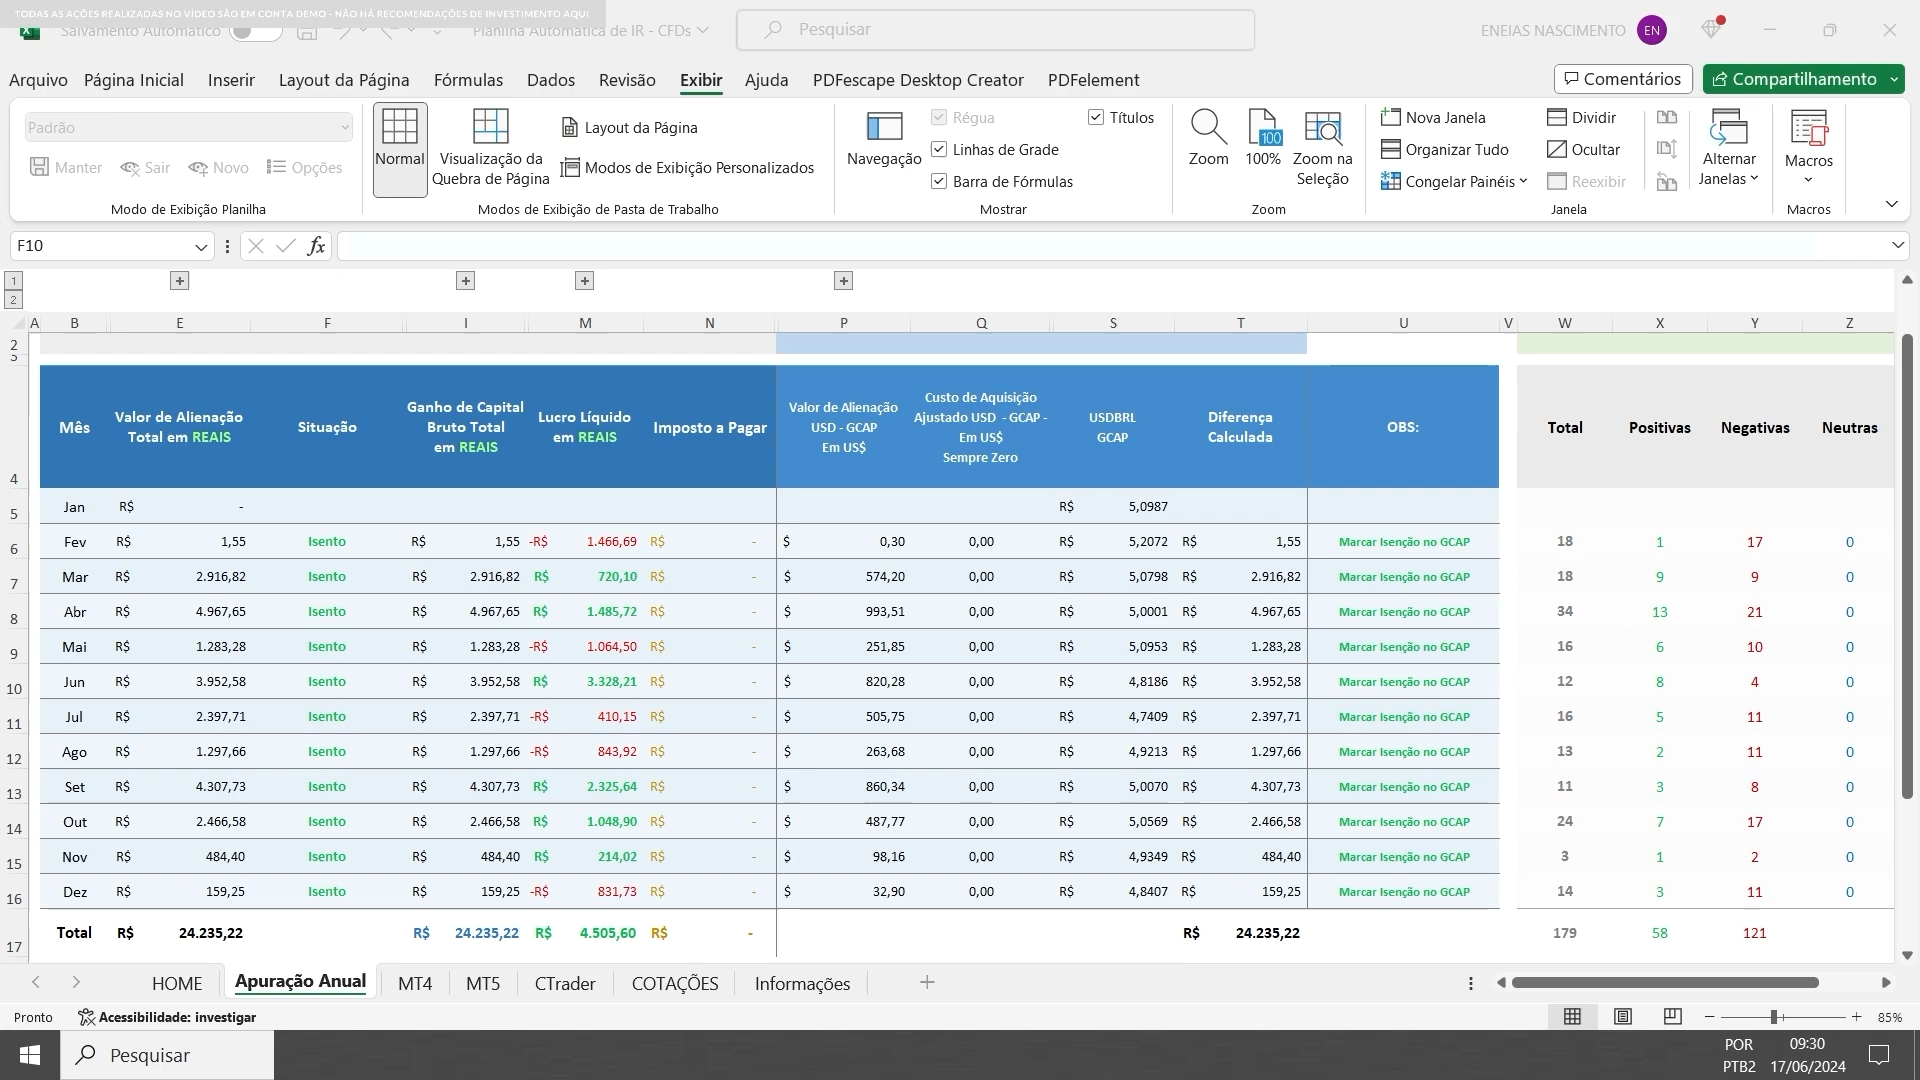 TODAS AS AÇÕES REALIZADAS NO VÍDEO SÃO EM CONTA DEMO - NÃO HÁ RECOMENDAÇÕES DE INVESTIMENTO AQUI
Salvamento Automático Planilha Automatica de IR - CFDs Pesquisar ENEIAS NASCIMENTO EN
Arquivo Página Inicial Inserir Layout da Página Fórmulas Dados Revisão Exibir Ajuda PDFescape Desktop Creator PDFelement Comentários Compartilhamento
Padrão
Manter Sair Novo Opções
Modo de Exibição Planilha
Normal
Visualização da
Quebra de Página
Layout da Página
Modos de Exibição Personalizados
Modos de Exibição de Pasta de Trabalho
Navegação
Régua Títulos
Linhas de Grade
Barra de Fórmulas
Mostrar
Zoom
100
100%
Zoom na
Seleção
Zoom
Nova Janela
Organizar Tudo
Congelar Painéis
Dividir
Ocultar
Reexibir
Alternar
Janelas
Janela
Macros
Macros
F10 fx
1
2
A B E F I M N P Q S T U V W X Y Z
2
3
4
Mês
Valor de Alienação
Total em REAIS
Situação
Ganho de Capital
Bruto Total
em REAIS
Lucro Líquido
em REAIS
Imposto a Pagar
Valor de Alienação
USD - GCAP
Em US$
Custo de Aquisição
Ajustado USD - GCAP -
Em US$
Sempre Zero
USDBRL
GCAP
Diferença
Calculada
OBS:
Total Positivas Negativas Neutras
5 Jan R$ - R$ 5,0987
6 Fev R$ 1,55 Isento R$ 1,55 -R$ 1.466,69 R$ - $ 0,30 0,00 R$ 5,2072 R$ 1,55 Marcar Isenção no GCAP 18 1 17 0
7 Mar R$ 2.916,82 Isento R$ 2.916,82 R$ 720,10 R$ - $ 574,20 0,00 R$ 5,0798 R$ 2.916,82 Marcar Isenção no GCAP 18 9 9 0
8 Abr R$ 4.967,65 Isento R$ 4.967,65 R$ 1.485,72 R$ - $ 993,51 0,00 R$ 5,0001 R$ 4.967,65 Marcar Isenção no GCAP 34 13 21 0
9 Mai R$ 1.283,28 Isento R$ 1.283,28 -R$ 1.064,50 R$ - $ 251,85 0,00 R$ 5,0953 R$ 1.283,28 Marcar Isenção no GCAP 16 6 10 0
10 Jun R$ 3.952,58 Isento R$ 3.952,58 R$ 3.328,21 R$ - $ 820,28 0,00 R$ 4,8186 R$ 3.952,58 Marcar Isenção no GCAP 12 8 4 0
11 Jul R$ 2.397,71 Isento R$ 2.397,71 -R$ 410,15 R$ - $ 505,75 0,00 R$ 4,7409 R$ 2.397,71 Marcar Isenção no GCAP 16 5 11 0
12 Ago R$ 1.297,66 Isento R$ 1.297,66 -R$ 843,92 R$ - $ 263,68 0,00 R$ 4,9213 R$ 1.297,66 Marcar Isenção no GCAP 13 2 11 0
13 Set R$ 4.307,73 Isento R$ 4.307,73 R$ 2.325,64 R$ - $ 860,34 0,00 R$ 5,0070 R$ 4.307,73 Marcar Isenção no GCAP 11 3 8 0
14 Out R$ 2.466,58 Isento R$ 2.466,58 R$ 1.048,90 R$ - $ 487,77 0,00 R$ 5,0569 R$ 2.466,58 Marcar Isenção no GCAP 24 7 17 0
15 Nov R$ 484,40 Isento R$ 484,40 R$ 214,02 R$ - $ 98,16 0,00 R$ 4,9349 R$ 484,40 Marcar Isenção no GCAP 3 1 2 0
16 Dez R$ 159,25 Isento R$ 159,25 -R$ 831,73 R$ - $ 32,90 0,00 R$ 4,8407 R$ 159,25 Marcar Isenção no GCAP 14 3 11 0
17 Total R$ 24.235,22 R$ 24.235,22 R$ 4.505,60 R$ - R$ 24.235,22 179 58 121
HOME Apuração Anual MT4 MT5 CTrader COTAÇÕES Informações
Pronto Acessibilidade: investigar 85%
Pesquisar
POR
PTB2
09:30
17/06/2024